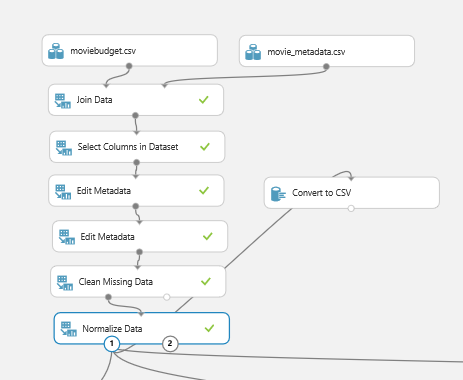 moviebudget.csv
movie_metadata.csv
Join Data
Select Columns in Dataset
Edit Metadata
Convert to CSV
Edit Metadata
Clean Missing Data
Normalize Data
1 2